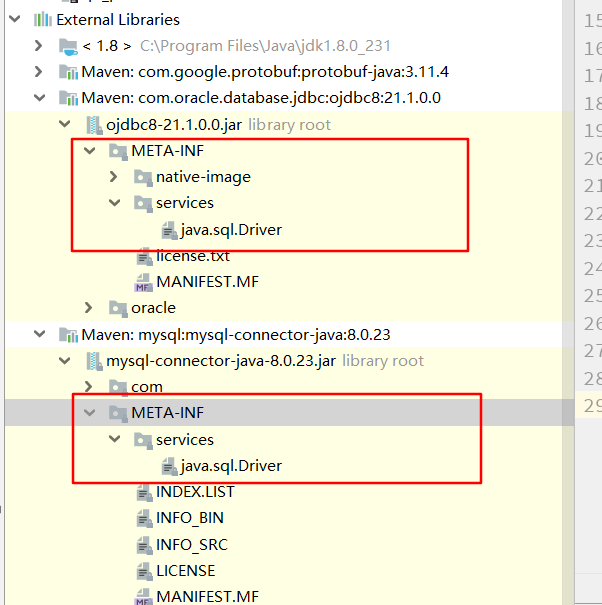 External Libraries
15
< 1.8 > C:\Program Files\Java\jdk1.8.0_231
16
Maven: com.google.protobuf:protobuf-java:3.11.4
17
Maven: com.oracle.database.jdbc:ojdbc8:21.1.0.0
18
ojdbc8-21.1.0.0.jar library root
19
META-INF
20
native-image
21
services
22
java.sql.Driver
23
license.txt
24
MF MANIFEST.MF
25
oracle
26
Maven: mysql:mysql-connector-java:8.0.23
27
mysql-connector-java-8.0.23.jar library root
28
com
29
META-INF
services
java.sql.Driver
INDEX.LIST
INFO_BIN
INFO_SRC
LICENSE
MF MANIFEST.MF